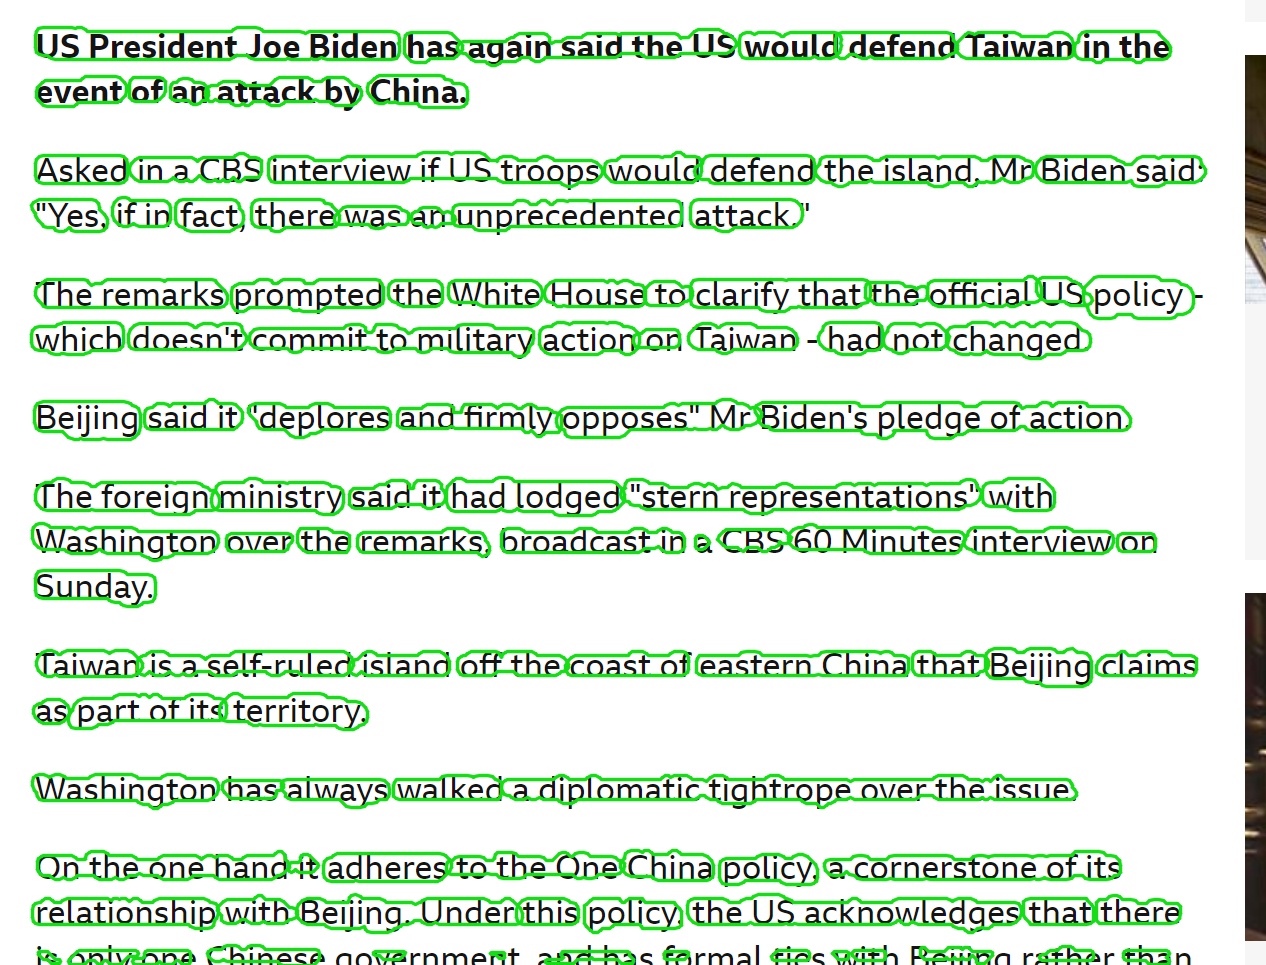 US President Joe Biden has again said the US would defend Taiwan in the
event of an attack by China.
Asked in a CBS interview if US troops would defend the island, Mr Biden said:
"Yes, if in fact, there was an unprecedented attack."
The remarks prompted the White House to clarify that the official US policy -
which doesn't commit to military action on Taiwan - had not changed.
Beijing said it "deplores and firmly opposes" Mr Biden's pledge of action.
The foreign ministry said it had lodged "stern representations" with
Washington over the remarks, broadcast in a CBS 60 Minutes interview on
Sunday.
Taiwan is a self-ruled island off the coast of eastern China that Beijing claims
as part of its territory.
Washington has always walked a diplomatic tightrope over the issue.
On the one hand it adheres to the One China policy, a cornerstone of its
relationship with Beijing. Under this policy, the US acknowledges that there
is only one Chinese government, and has formal ties with Beijing rather than